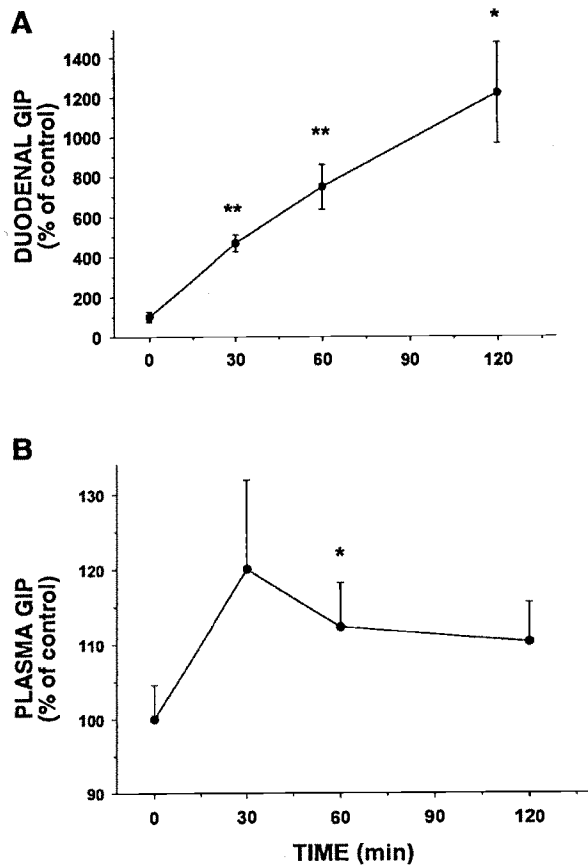 A
DUODENAL GIP
(% of control)
1400
1200
1000
800
600
400
200
0
**
**
*
0 30 60 90 120
B
PLASMA GIP
(% of control)
130
120
110
100
90
*
0 30 60 90 120
TIME (min)